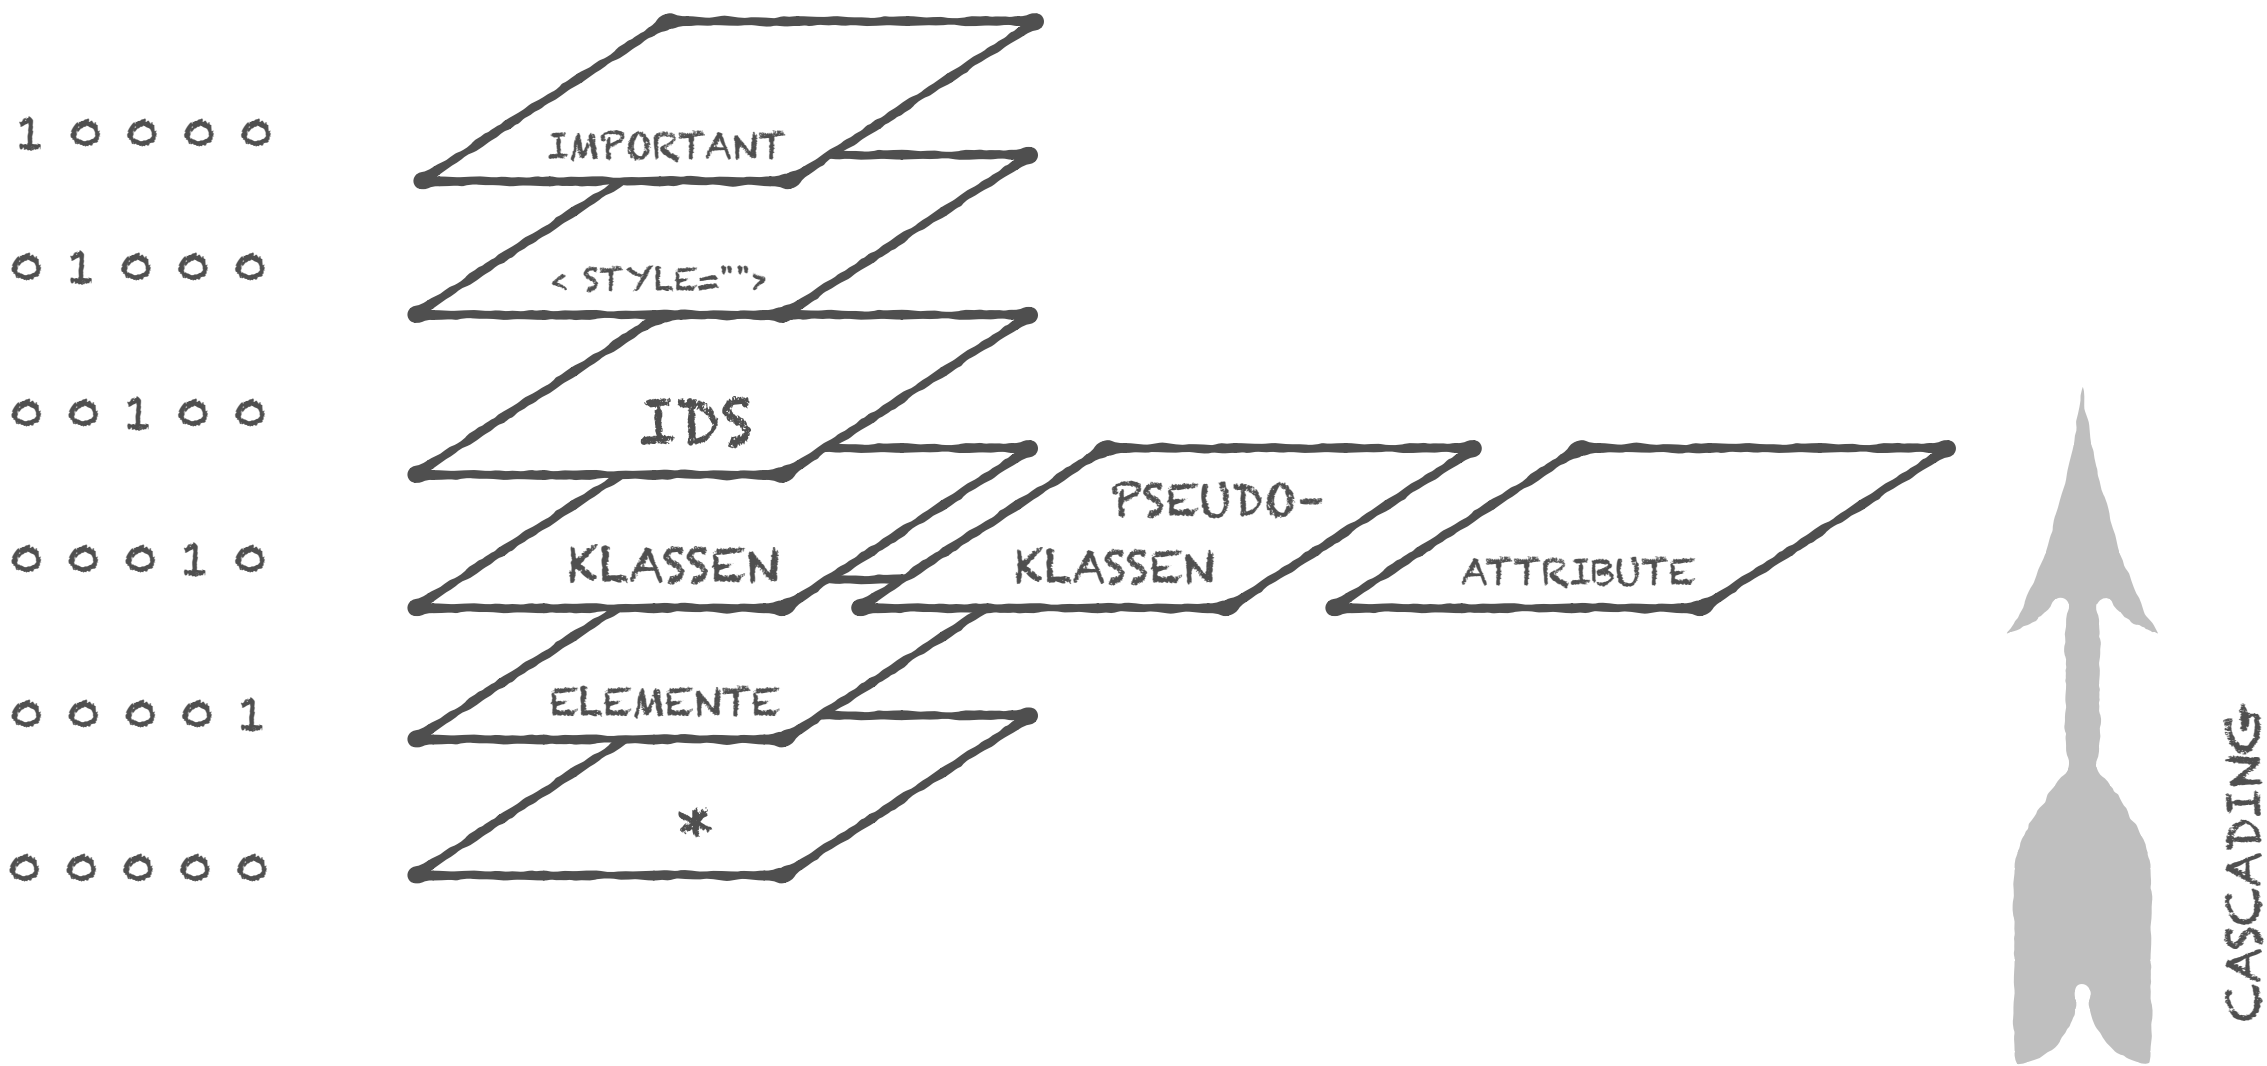 1 0 0 0 0
IMPORTANT
0 1 0 0 0
< STYLE="">
0 0 1 0 0
IDS
0 0 0 1 0
KLASSEN
PSEUDO-
KLASSEN
ATTRIBUTE
0 0 0 0 1
ELEMENTE
0 0 0 0 0
*
CASCADING